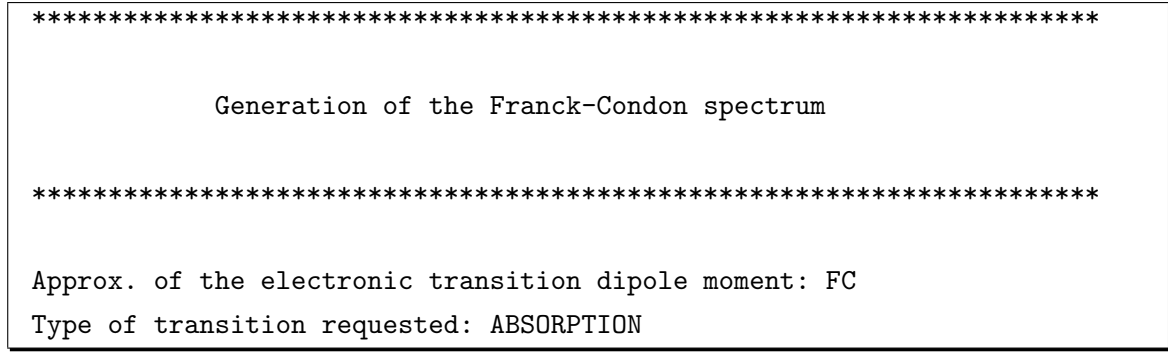 **********************************************************************
Generation of the Franck-Condon spectrum
**********************************************************************
Approx. of the electronic transition dipole moment: FC
Type of transition requested: ABSORPTION